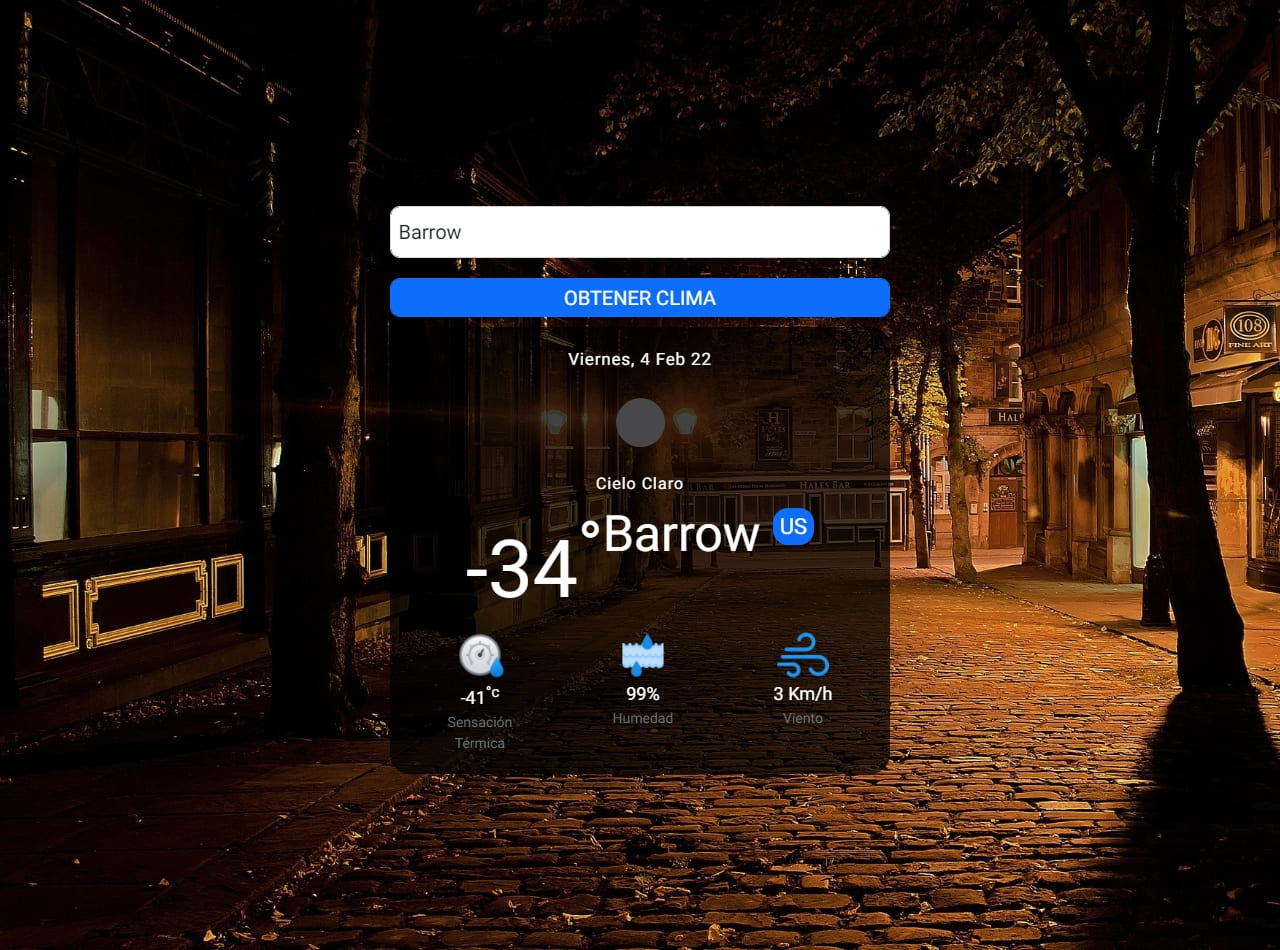 Barrow
OBTENER CLIMA
Viernes, 4 Feb 22
108
FINE ART
H
HALES BAR
Cielo Claro
-34°Barrow US
-41°c
Sensación
Térmica
99%
Humedad
3 Km/h
Viento